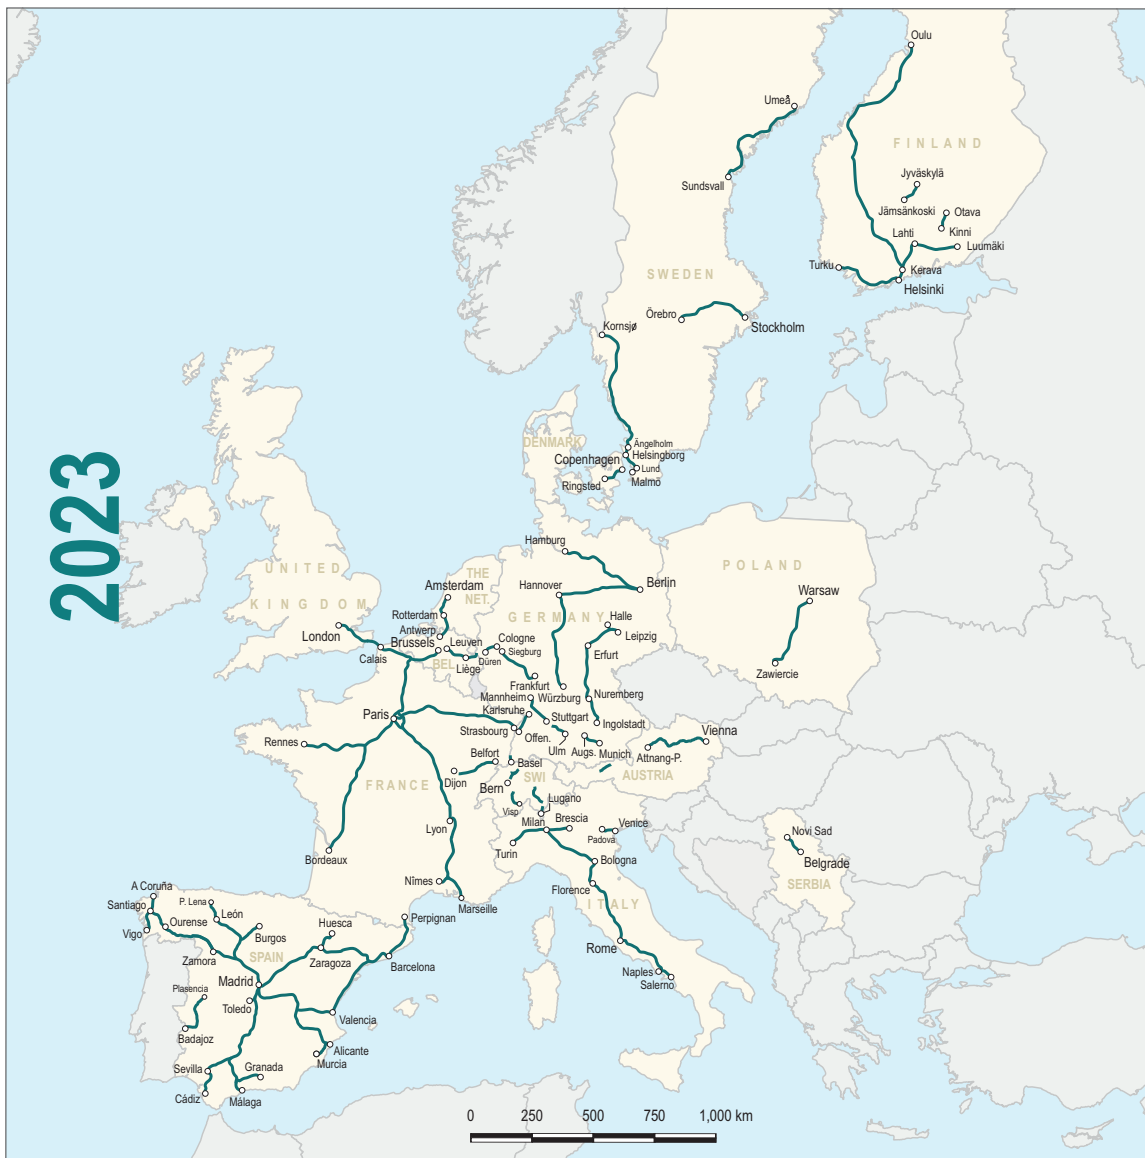 Oulu
Umeå
FINLAND
Jyväskylä
Sundsvall
Jämsänkoski
Otava
Kinni
Lahti
Luumäki
Turku
Kerava
Helsinki
SWEDEN
Örebro
Stockholm
Kornsjø
DENMARK
Ängelholm
Helsingborg
Copenhagen
Lund
Malmö
Ringsted
2023
Hamburg
UNITED
KINGDOM
THE
NET.
Amsterdam
Hannover
Berlin
POLAND
Warsaw
Rotterdam
GERMANY
Halle
Leipzig
London
Antwerp
Brussels
Leuven
Cologne
Siegburg
Erfurt
Calais
BEL.
Liège
Düren
Zawiercie
Frankfurt
Würzburg
Nuremberg
Mannheim
Karlsruhe
Paris
Stuttgart
Ingolstadt
Strasbourg
Offen.
Vienna
Rennes
Ulm
Augs.
Munich
Attnang-P.
Belfort
Basel
AUSTRIA
Dijon
FRANCE
Bern
SWI
Visp
Lugano
Lyon
Milan
Brescia
Venice
Padova
Turin
Novi Sad
Belgrade
SERBIA
Bordeaux
Bologna
Nîmes
Florence
ITALY
Marseille
A Coruña
P. Lena
Santiago
León
Perpignan
Ourense
Huesca
Vigo
Burgos
Rome
Zamora
SPAIN
Zaragoza
Barcelona
Naples
Salerno
Madrid
Plasencia
Toledo
Valencia
Badajoz
Alicante
Murcia
Sevilla
Granada
Cádiz
Málaga
0 250 500 750 1,000 km